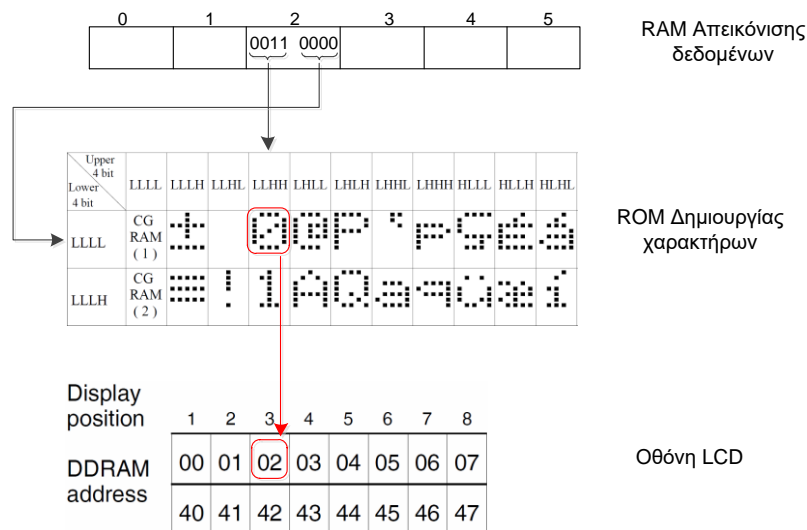 0 1 2 3 4 5
0011 0000
RAM Απεικόνισης
δεδομένων
Upper
4 bit
Lower
4 bit
LLLL LLLH LLHL LLHH LHLL LHLH LHHL LHHH HLLL HLLH HLHL
LLLL
CG
RAM
( 1 )
± 0 @ P ` p Ç É á
LLLH
CG
RAM
( 2 )
≡ ! 1 A Q a q ü æ í
ROM Δημιουργίας
χαρακτήρων
Display
position
1 2 3 4 5 6 7 8
DDRAM
address
00 01 02 03 04 05 06 07
40 41 42 43 44 45 46 47
Οθόνη LCD